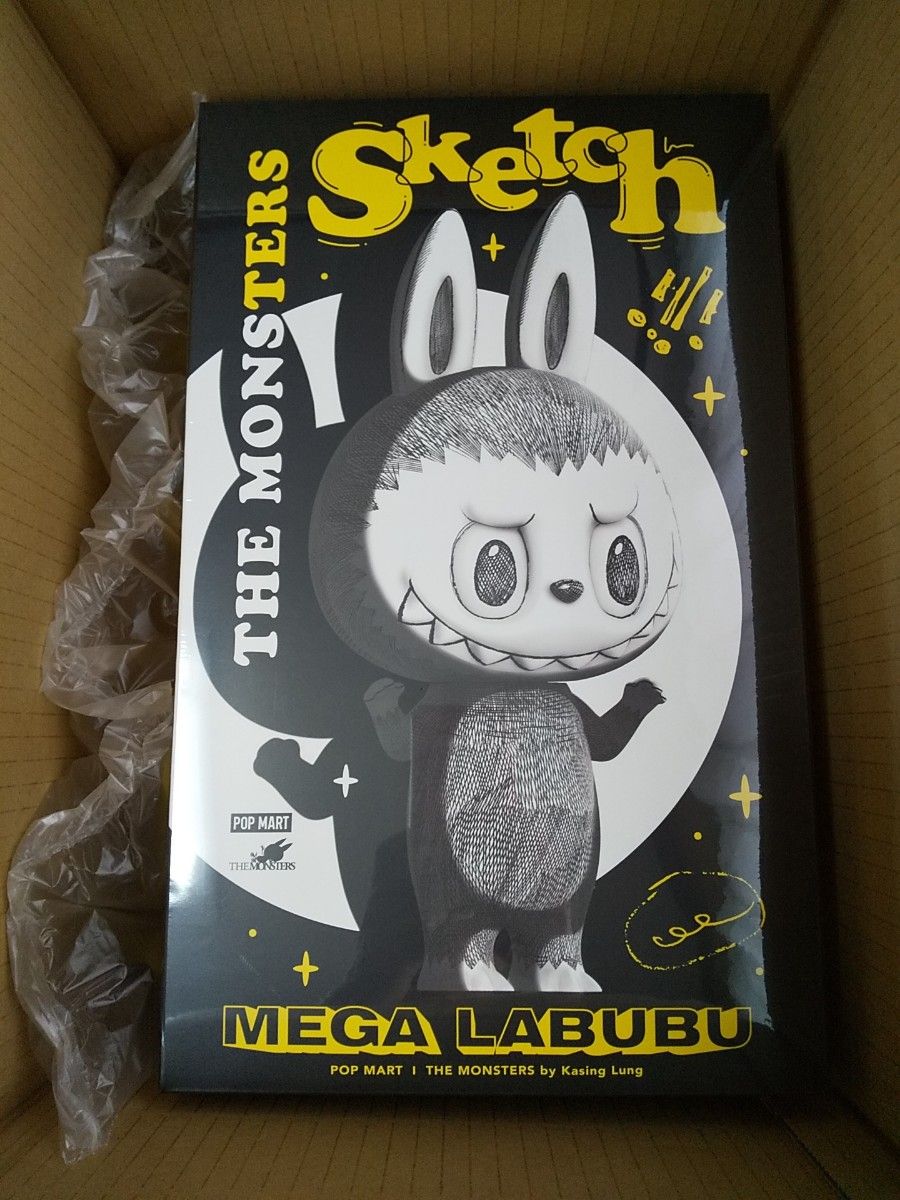 Sketch
THE MONSTERS
POP MART
THE MONSTERS
MEGA LABUBU
POP MART | THE MONSTERS by Kasing Lung